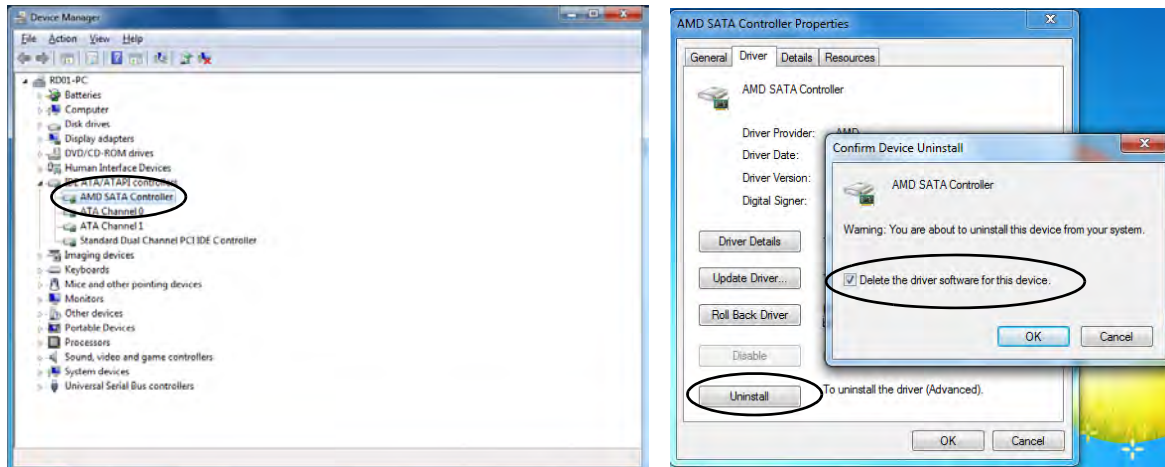 Device Manager
File Action View Help
RD01-PC
Batteries
Computer
Disk drives
Display adapters
DVD/CD-ROM drives
Human Interface Devices
IDE ATA/ATAPI controllers
AMD SATA Controller
ATA Channel 0
ATA Channel 1
Standard Dual Channel PCI IDE Controller
Imaging devices
Keyboards
Mice and other pointing devices
Monitors
Other devices
Portable Devices
Processors
Sound, video and game controllers
System devices
Universal Serial Bus controllers
AMD SATA Controller Properties
General Driver Details Resources
AMD SATA Controller
Driver Provider: AMD
Driver Date:
Driver Version:
Digital Signer:
Driver Details
Update Driver...
Roll Back Driver
Disable
Uninstall To uninstall the driver (Advanced).
OK Cancel
Confirm Device Uninstall
AMD SATA Controller
Warning: You are about to uninstall this device from your system.
Delete the driver software for this device.
OK Cancel